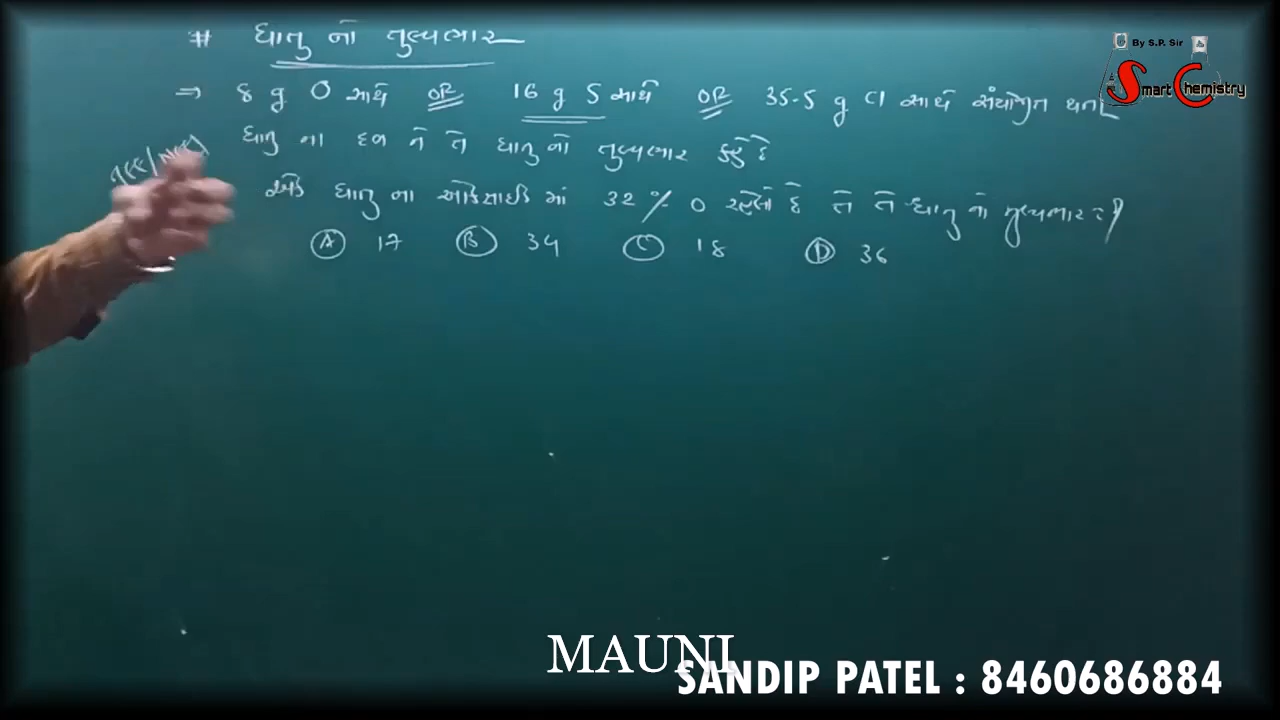 # ધાતુ નો તુલ્યભાર
By S.P. Sir
Smart Chemistry
⇒ 8 g O સાથે OR 16 g S સાથે OR 35.5 g Cl સાથે સંયોજીત થતા
ધાતુ ના દળ ને તે ધાતુ નો તુલ્યભાર કહે છે
એક ધાતુ ના ઓક્સાઈડ માં 32 % O રહેલો છે તે ધાતુ નો તુલ્યભાર = ?
(A) 17 (B) 34 (C) 18 (D) 36
MAUNI
SANDIP PATEL : 8460686884